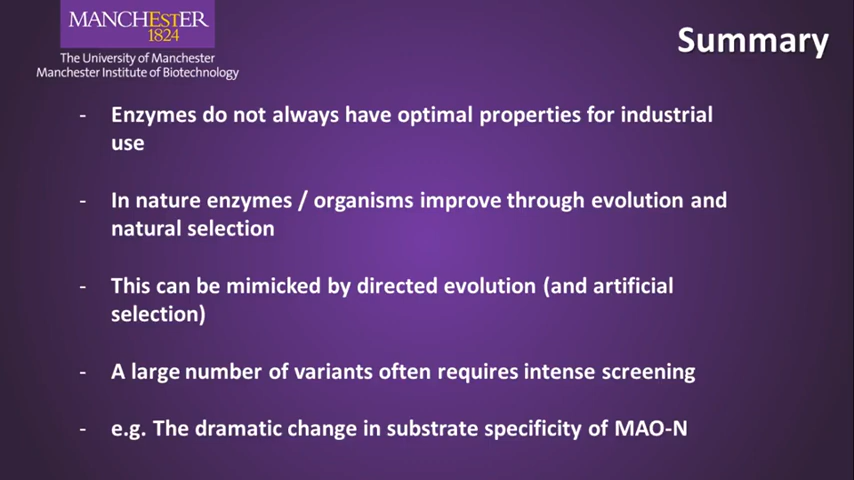 MANCHESTER
1824
The University of Manchester
Manchester Institute of Biotechnology
Summary
- Enzymes do not always have optimal properties for industrial
use
- In nature enzymes / organisms improve through evolution and
natural selection
- This can be mimicked by directed evolution (and artificial
selection)
- A large number of variants often requires intense screening
- e.g. The dramatic change in substrate specificity of MAO-N